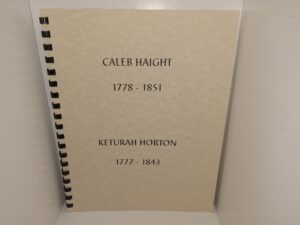 CALEB HAIGHT
1778 - 1851
KETURAH HORTON
1777 - 1843